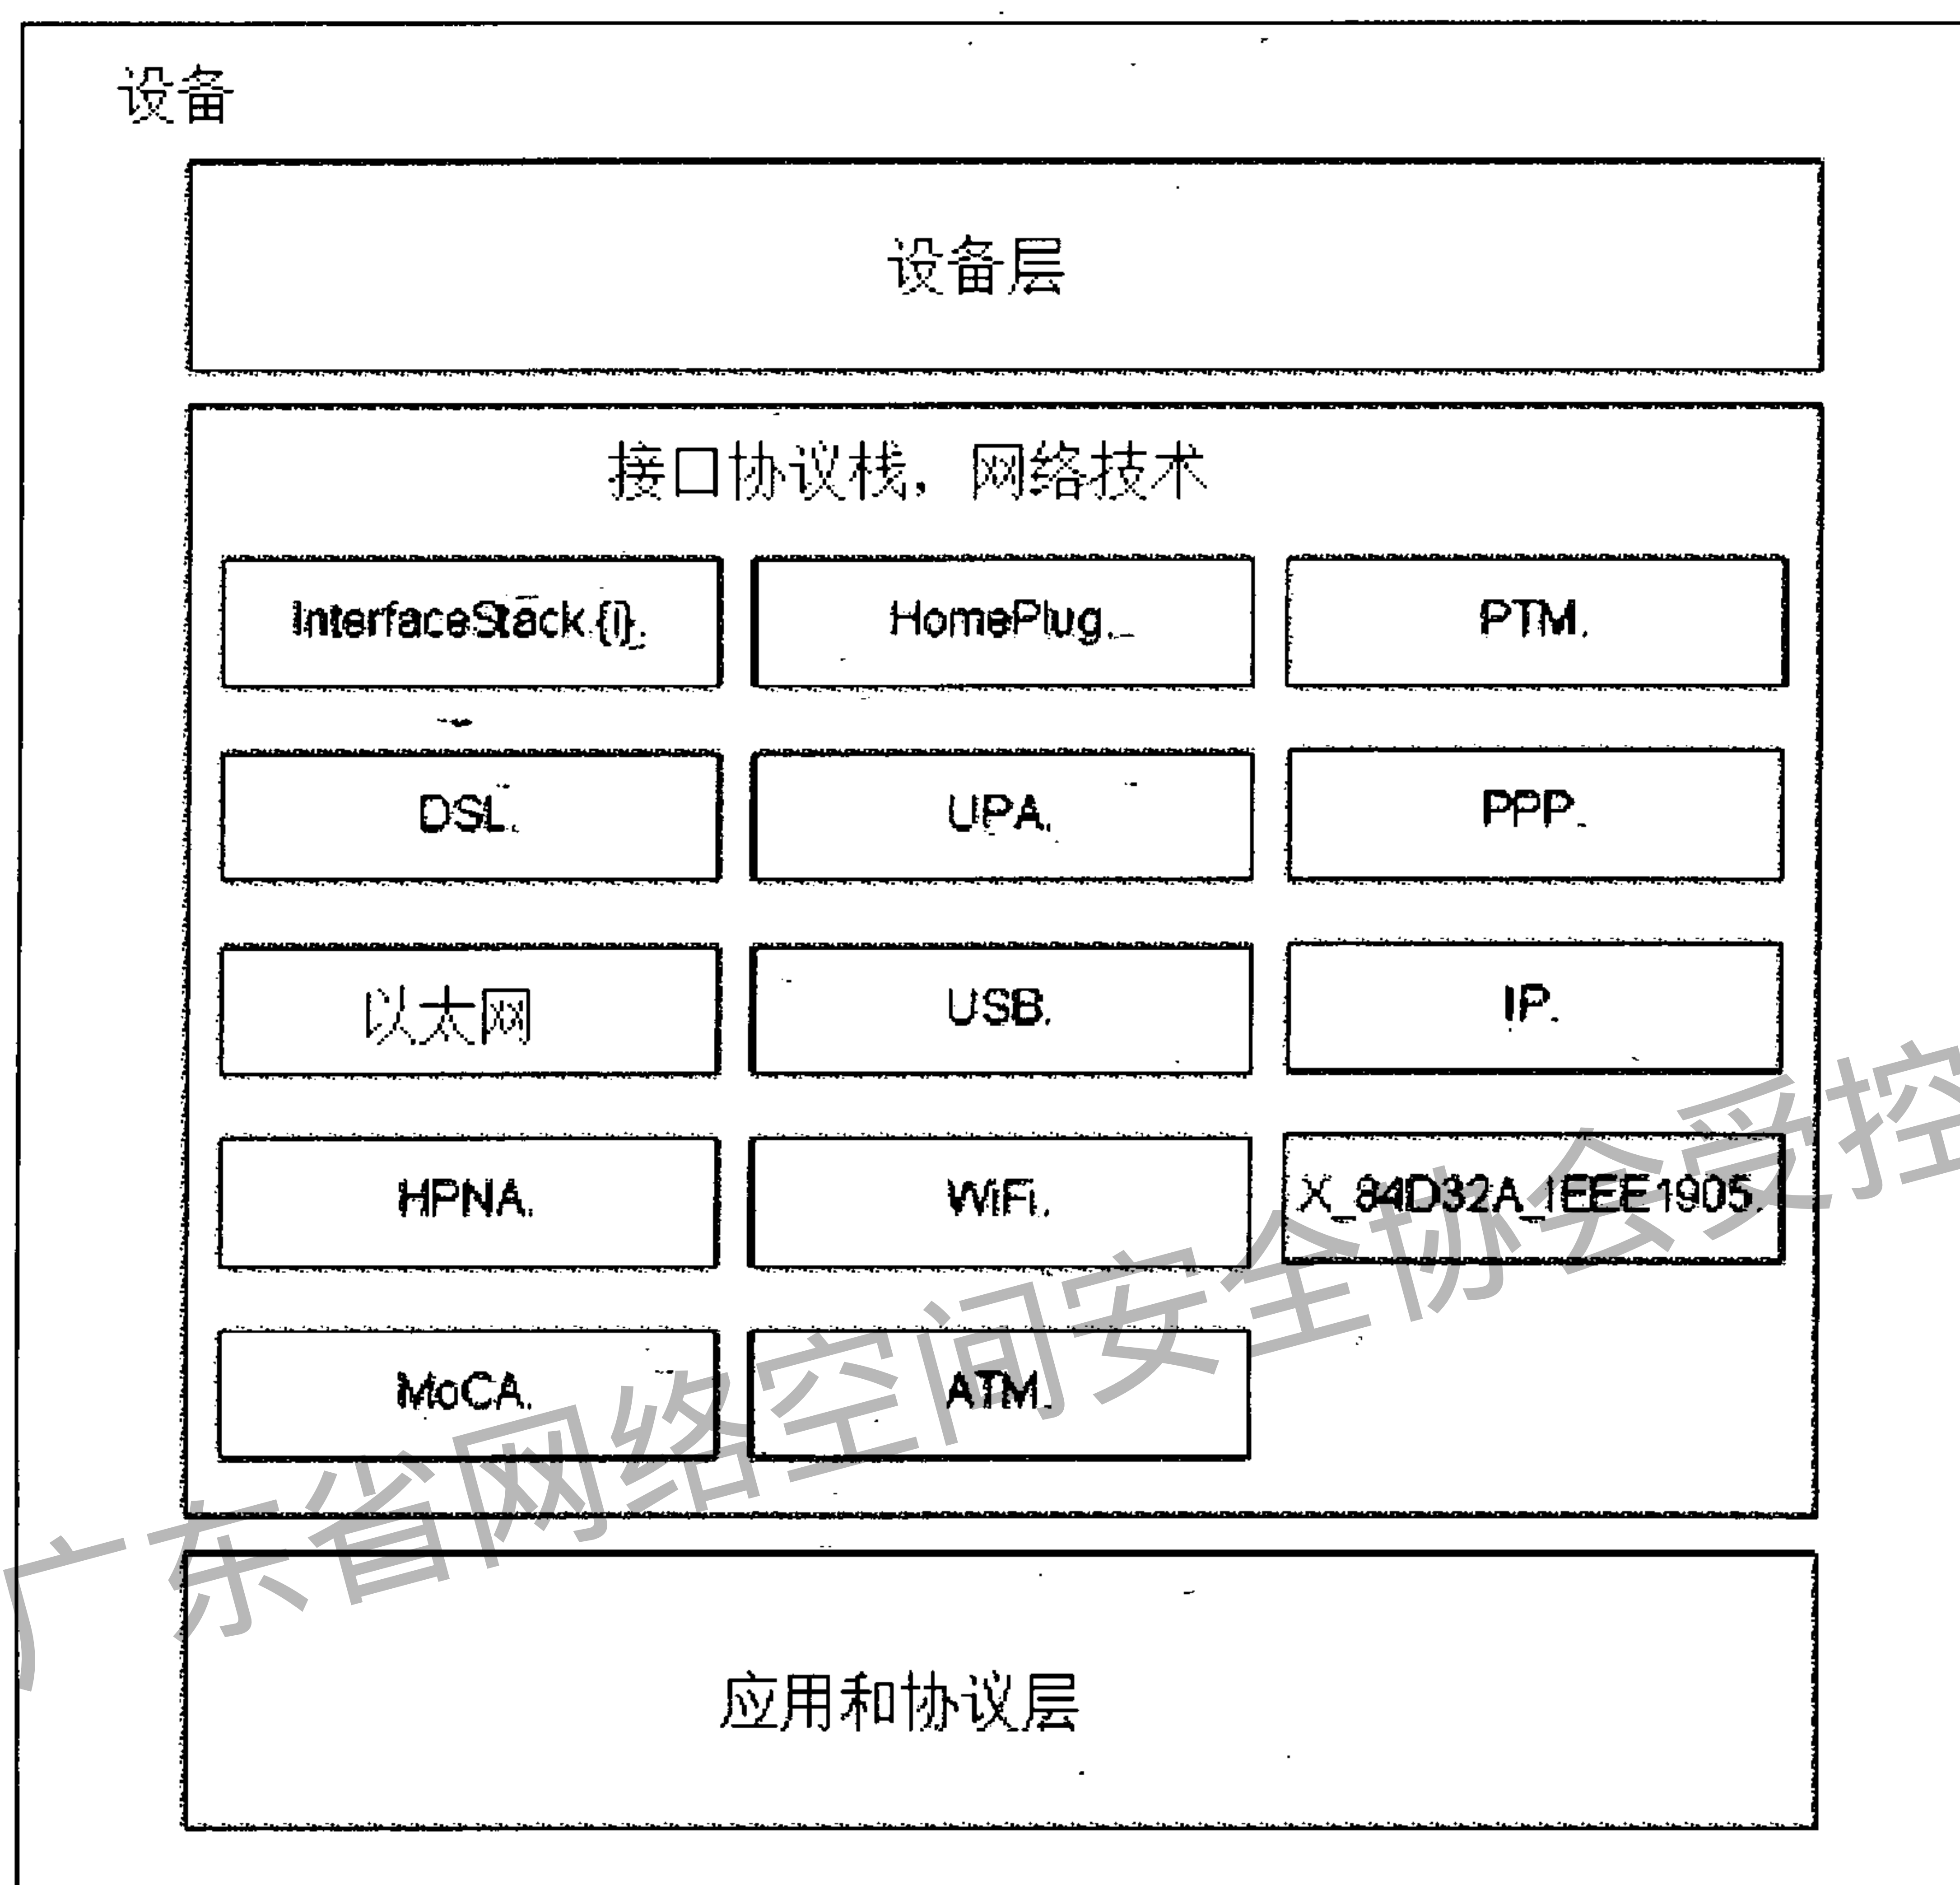 设备
设备层
接口协议栈，网络技术
InterfaceStack.{i}.
HomePlug.
PTM.
DSL.
UPA.
PPP.
以太网
USB.
IP.
HPNA.
WiFi.
X_84D32A_IEEE1905.
MoCA.
ATM.
应用和协议层
广东省网络空间安全协会受控